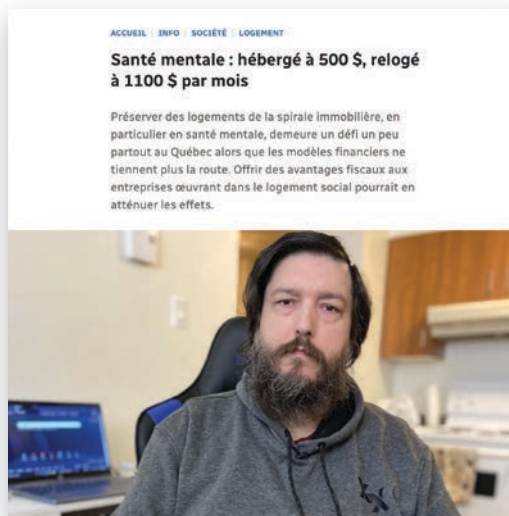 ACCUEIL | INFO | SOCIÉTÉ | LOGEMENT
Santé mentale : hébergé à 500 $, relogé
à 1100 $ par mois
Préserver des logements de la spirale immobilière, en
particulier en santé mentale, demeure un défi un peu
partout au Québec alors que les modèles financiers ne
tiennent plus la route. Offrir des avantages fiscaux aux
entreprises œuvrant dans le logement social pourrait en
atténuer les effets.